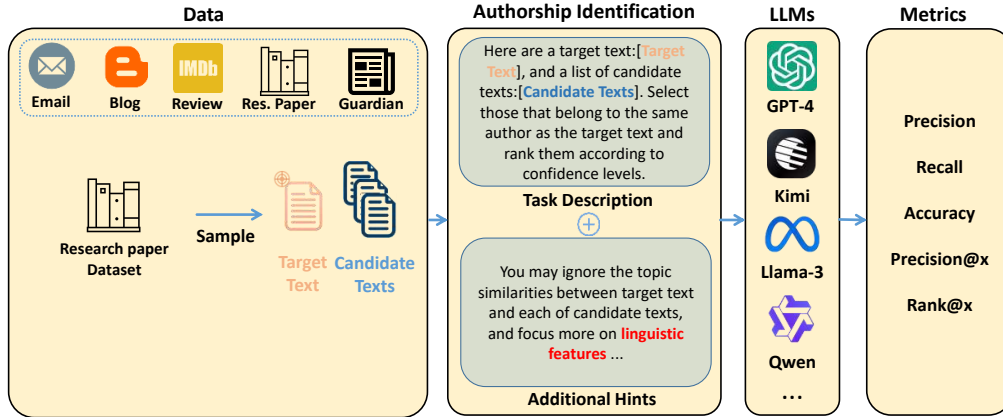 Data
Email
Blog
IMDb
Review
Res. Paper
Guardian
Research paper
Dataset
Sample
Target
Text
Candidate
Texts
Authorship Identification
Here are a target text:[Target
Text], and a list of candidate
texts:[Candidate Texts]. Select
those that belong to the same
author as the target text and
rank them according to
confidence levels.
Task Description
You may ignore the topic
similarities between target text
and each of candidate texts,
and focus more on linguistic
features ...
Additional Hints
LLMs
GPT-4
Kimi
Llama-3
Qwen
...
Metrics
Precision
Recall
Accuracy
Precision@x
Rank@x